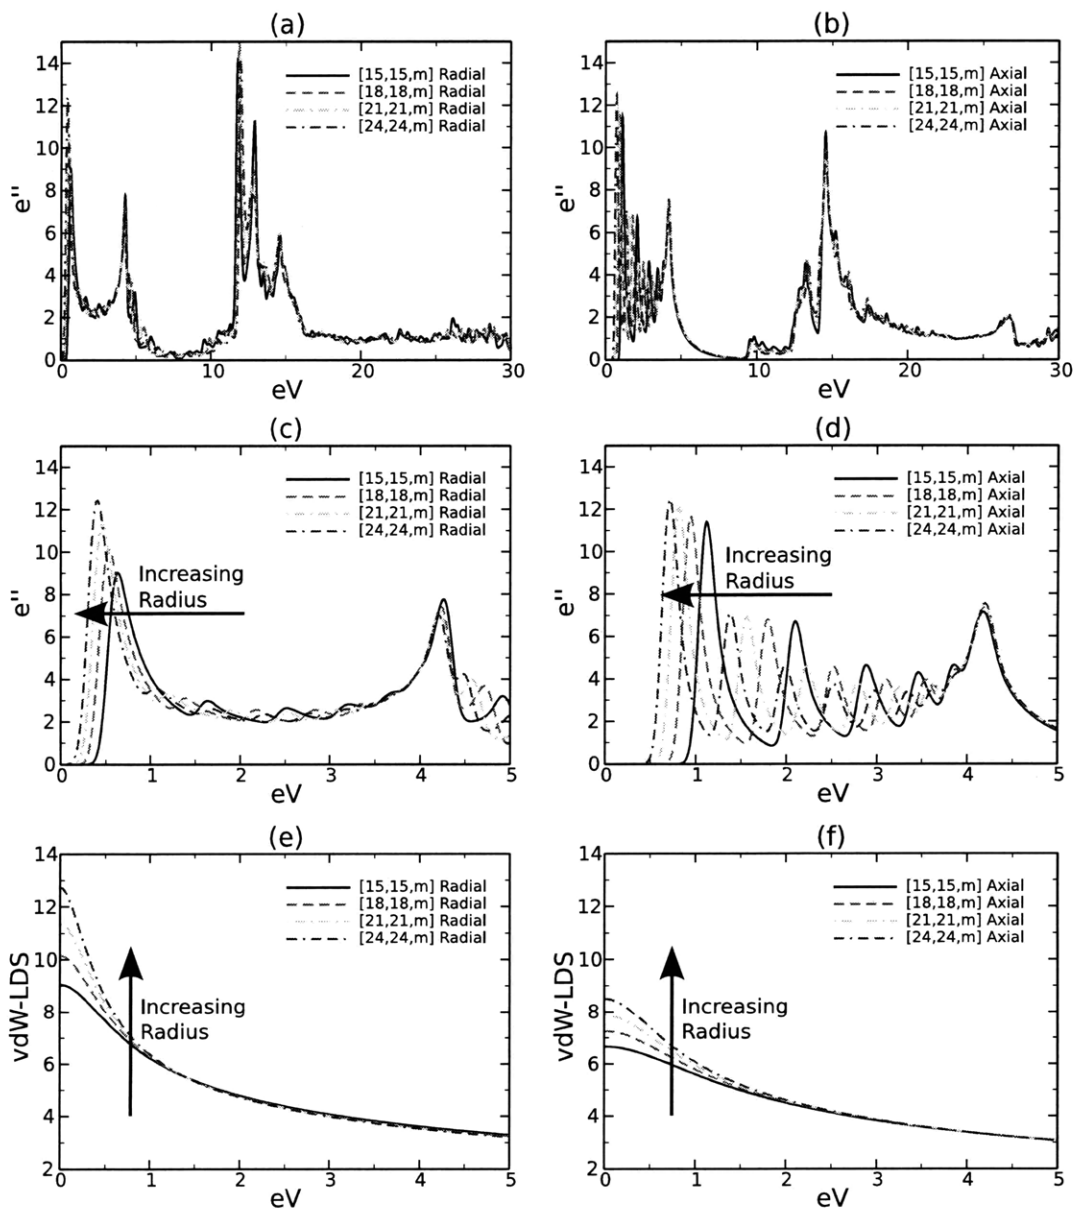 (a)
14
12
10
8
6
4
2
0
e''
[15,15,m] Radial
[18,18,m] Radial
[21,21,m] Radial
[24,24,m] Radial
0 10 20 30
eV
(b)
14
12
10
8
6
4
2
0
e''
[15,15,m] Axial
[18,18,m] Axial
[21,21,m] Axial
[24,24,m] Axial
0 10 20 30
eV
(c)
14
12
10
8
6
4
2
0
e''
[15,15,m] Radial
[18,18,m] Radial
[21,21,m] Radial
[24,24,m] Radial
Increasing
Radius
0 1 2 3 4 5
eV
(d)
14
12
10
8
6
4
2
0
e''
[15,15,m] Axial
[18,18,m] Axial
[21,21,m] Axial
[24,24,m] Axial
Increasing
Radius
0 1 2 3 4 5
eV
(e)
14
12
10
8
6
4
2
vdW-LDS
[15,15,m] Radial
[18,18,m] Radial
[21,21,m] Radial
[24,24,m] Radial
Increasing
Radius
0 1 2 3 4 5
eV
(f)
14
12
10
8
6
4
2
vdW-LDS
[15,15,m] Axial
[18,18,m] Axial
[21,21,m] Axial
[24,24,m] Axial
Increasing
Radius
0 1 2 3 4 5
eV